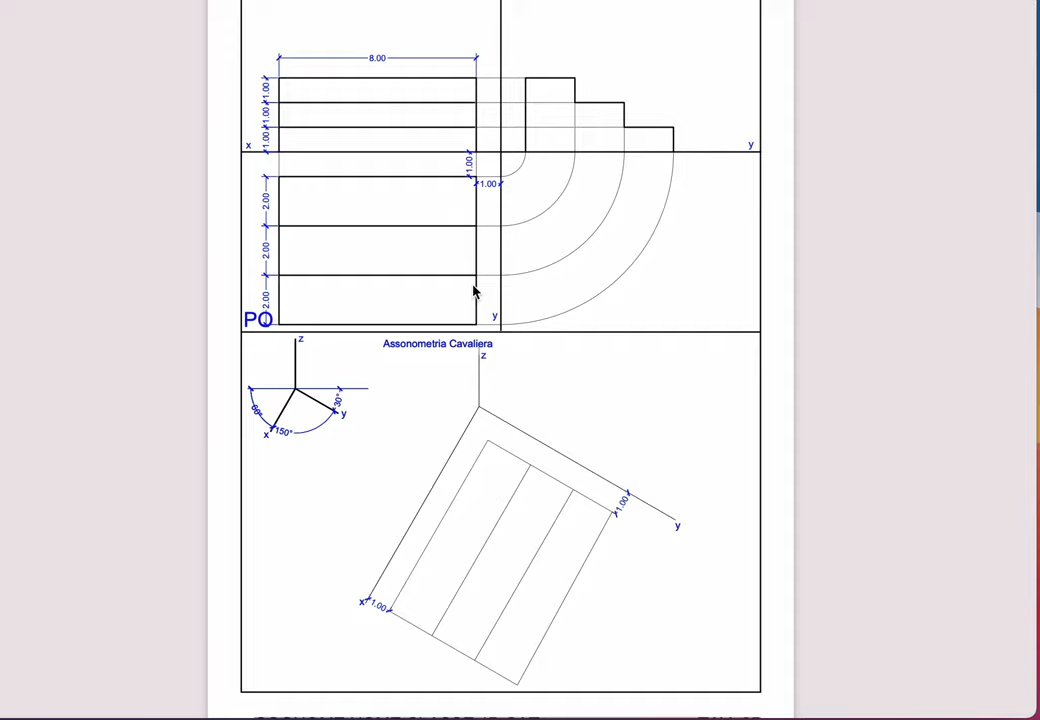 8.00
1.00
1.00
1.00
x
y
1.00
1.00
2.00
2.00
2.00
PO
y
z
Assonometria Cavaliera
z
60°
30°
y
x
150°
1.00
y
x
1.00